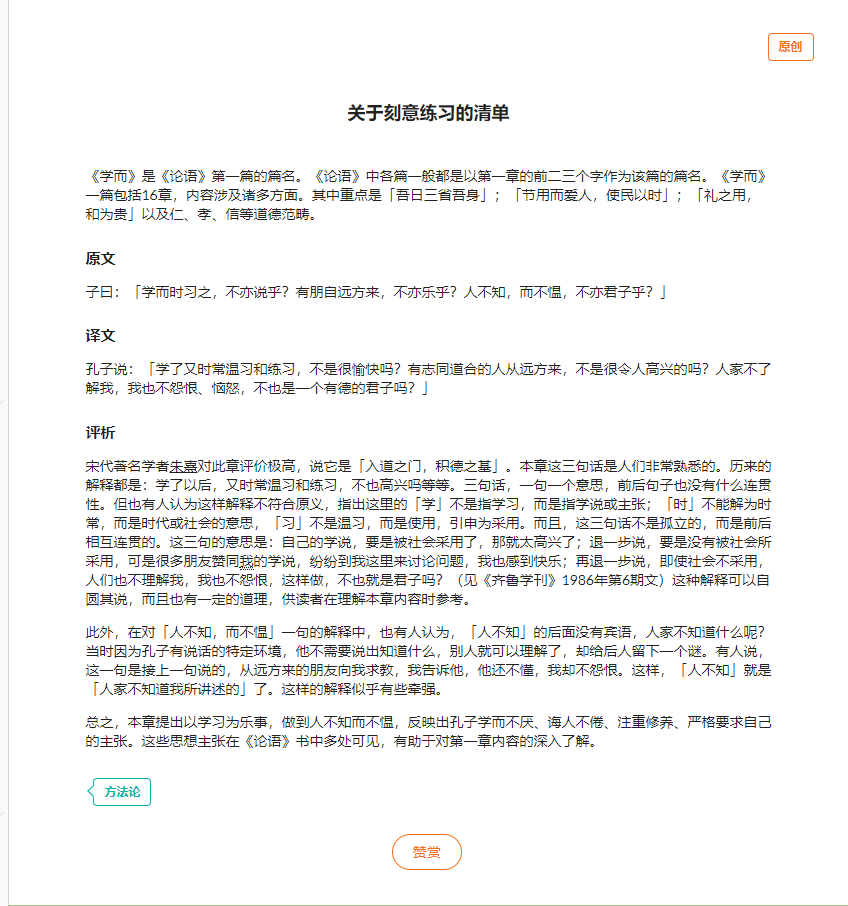 原创
关于刻意练习的清单
《学而》是《论语》第一篇的篇名。《论语》中各篇一般都是以第一章的前二三个字作为该篇的篇名。《学而》
一篇包括16章，内容涉及诸多方面。其中重点是「吾日三省吾身」；「节用而爱人，使民以时」；「礼之用，
和为贵」以及仁、孝、信等道德范畴。
原文
子曰：「学而时习之，不亦说乎？有朋自远方来，不亦乐乎？人不知，而不愠，不亦君子乎？」
译文
孔子说：「学了又时常温习和练习，不是很愉快吗？有志同道合的人从远方来，不是很令人高兴的吗？人家不了
解我，我也不怨恨、恼怒，不也是一个有德的君子吗？」
评析
宋代著名学者朱熹对此章评价极高，说它是「入道之门，积德之基」。本章这三句话是人们非常熟悉的。历来的
解释都是：学了以后，又时常温习和练习，不也高兴吗等等。三句话，一句一个意思，前后句子也没有什么连贯
性。但也有人认为这样解释不符合原义，指出这里的「学」不是指学习，而是指学说或主张；「时」不能解为时
常，而是时代或社会的意思，「习」不是温习，而是使用，引申为采用。而且，这三句话不是孤立的，而是前后
相互连贯的。这三句的意思是：自己的学说，要是被社会采用了，那就太高兴了；退一步说，要是没有被社会所
采用，可是很多朋友赞同我的学说，纷纷到我这里来讨论问题，我也感到快乐；再退一步说，即使社会不采用，
人们也不理解我，我也不怨恨，这样做，不也就是君子吗？（见《齐鲁学刊》1986年第6期文）这种解释可以自
圆其说，而且也有一定的道理，供读者在理解本章内容时参考。
此外，在对「人不知，而不愠」一句的解释中，也有人认为，「人不知」的后面没有宾语，人家不知道什么呢？
当时因为孔子有说话的特定环境，他不需要说出知道什么，别人就可以理解了，却给后人留下一个谜。有人说，
这一句是接上一句说的，从远方来的朋友向我求教，我告诉他，他还不懂，我却不怨恨。这样，「人不知」就是
「人家不知道我所讲述的」了。这样的解释似乎有些牵强。
总之，本章提出以学习为乐事，做到人不知而不愠，反映出孔子学而不厌、诲人不倦、注重修养、严格要求自己
的主张。这些思想主张在《论语》书中多处可见，有助于对第一章内容的深入了解。
方法论
赞赏